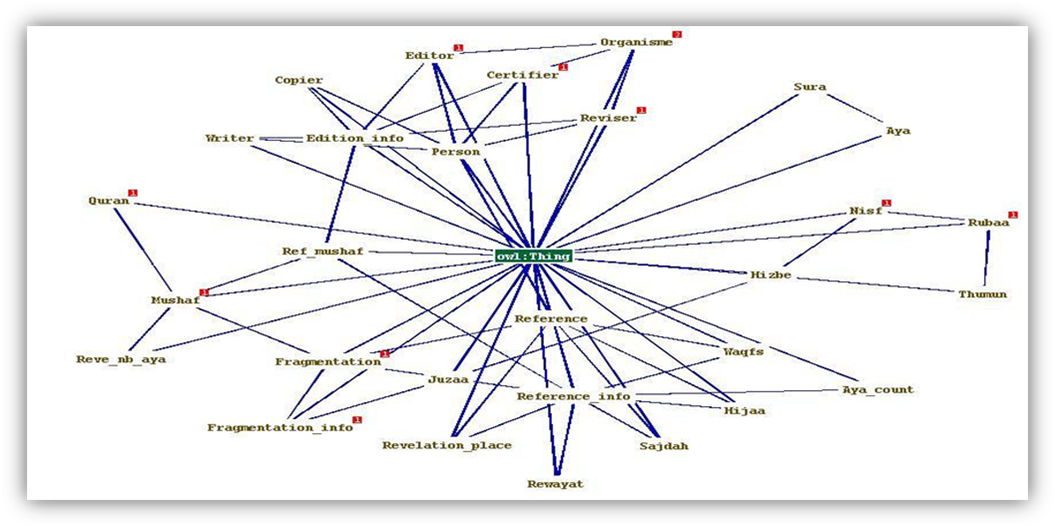 Organisme 2
Editor 1
Certifier 1
Copier
Sura
Reviser 1
Aya
Writer
Edition_info
Person
Quran 1
Nisf 1
Rubaa 1
Ref_mushaf
owl:Thing
Hizbe
Mushaf 1
Thumun
Reference
Reve_nb_aya
Fragmentation 1
Waqfs
Juzaa
Reference_info
Aya_count
Hijaa
Fragmentation_info 1
Revelation_place
Sajdah
Rewayat